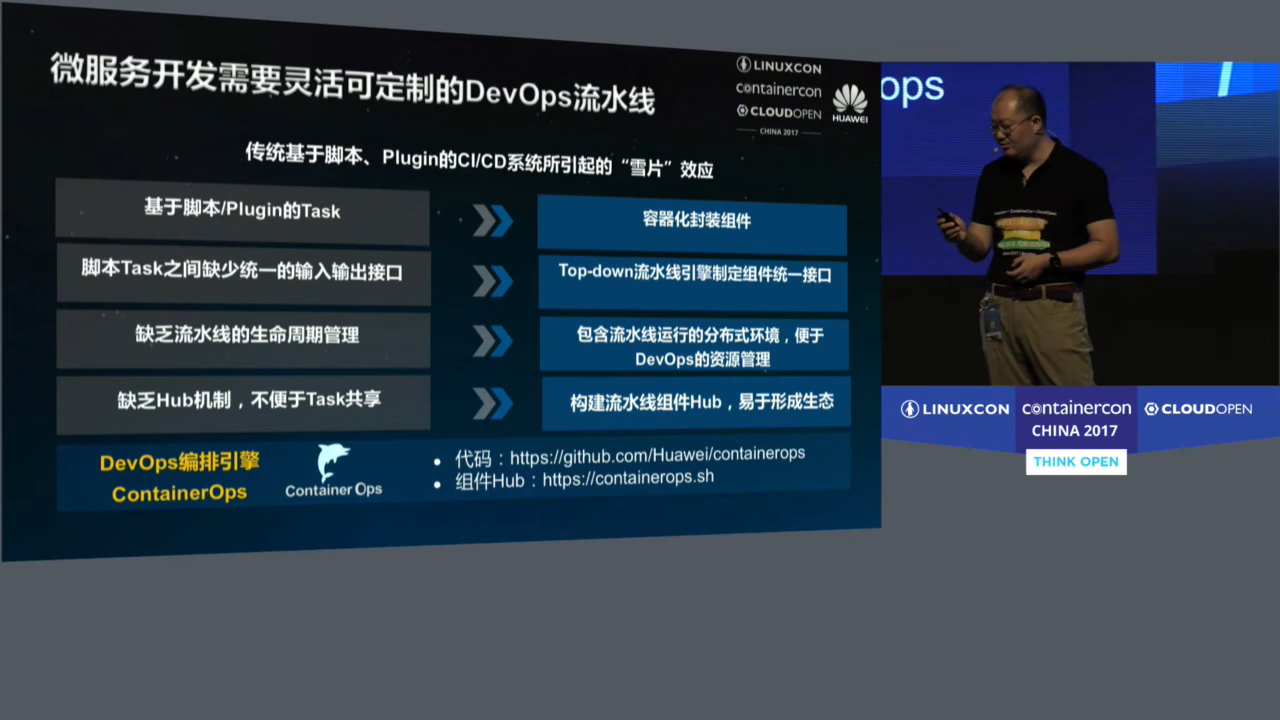 微服务开发需要灵活可定制的DevOps流水线
LINUXCON
containercon
CLOUDOPEN
CHINA 2017
HUAWEI
传统基于脚本、Plugin的CI/CD系统所引起的“雪片”效应
基于脚本/Plugin的Task
容器化封装组件
脚本Task之间缺少统一的输入输出接口
Top-down流水线引擎制定组件统一接口
缺乏流水线的生命周期管理
包含流水线运行的分布式环境，便于
DevOps的资源管理
缺乏Hub机制，不便于Task共享
构建流水线组件Hub，易于形成生态
DevOps编排引擎
ContainerOps
Container Ops
• 代码：https://github.com/Huawei/containerops
• 组件Hub：https://containerops.sh
ops
LINUXCON
containercon
CLOUDOPEN
CHINA 2017
THINK OPEN